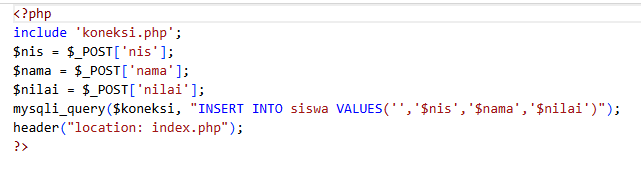 <?php
include 'koneksi.php';
$nis = $_POST['nis'];
$nama = $_POST['nama'];
$nilai = $_POST['nilai'];
mysqli_query($koneksi, "INSERT INTO siswa VALUES('','$nis','$nama','$nilai')");
header("location: index.php");
?>